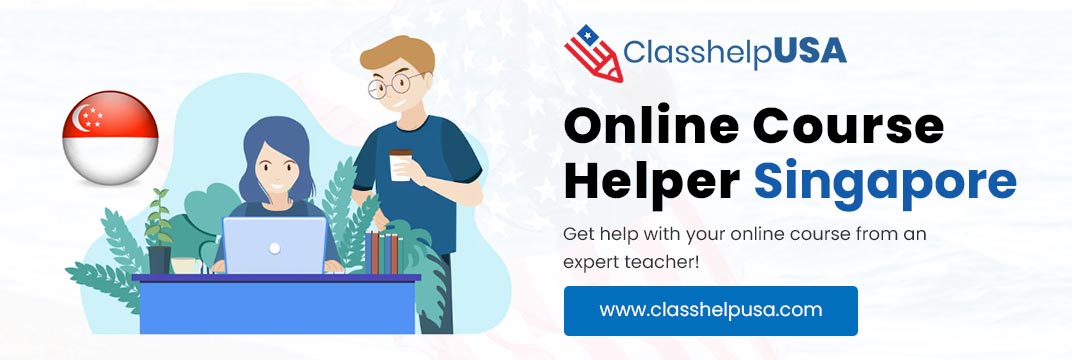 ClasshelpUSA
Online Course
Helper Singapore
Get help with your online course from an
expert teacher!
www.classhelpusa.com